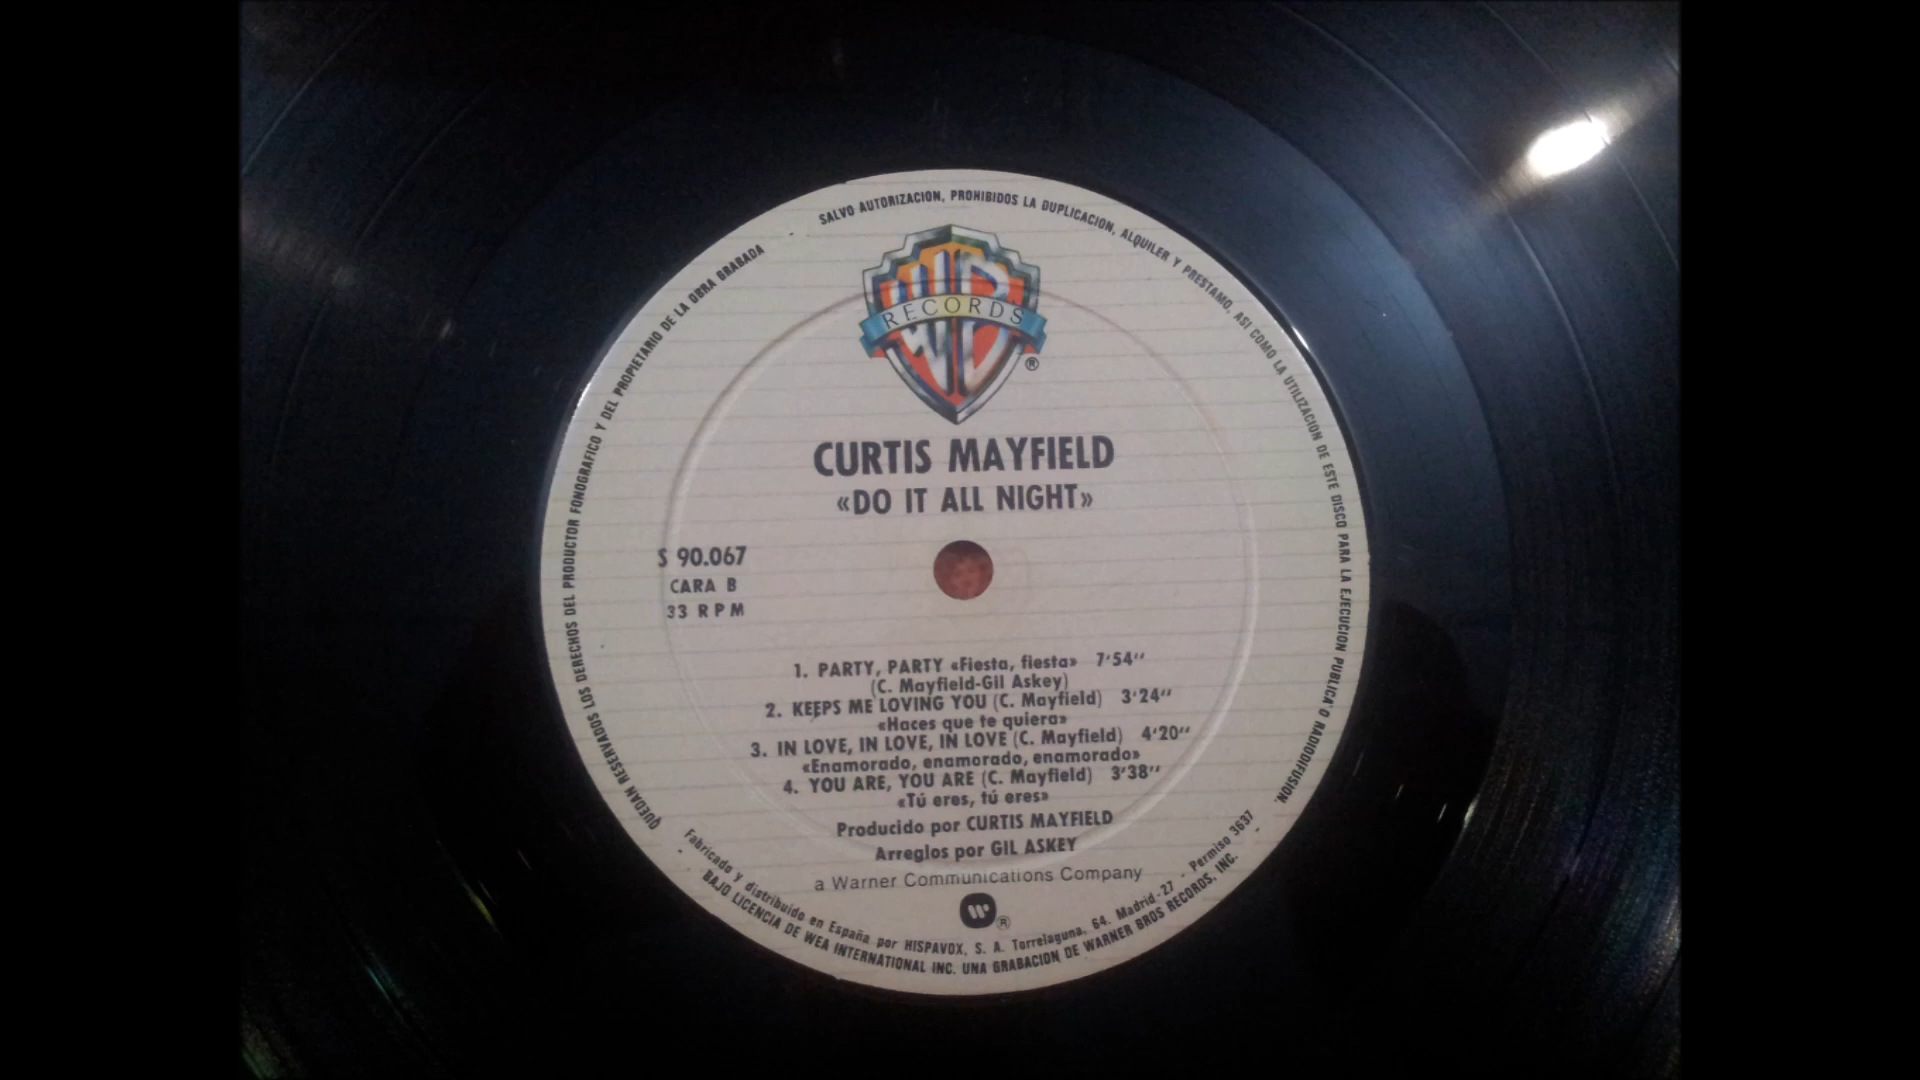 QUEDAN RESERVADOS LOS DERECHOS DEL PRODUCTOR FONOGRAFICO Y DEL PROPIETARIO DE LA OBRA GRABADA
SALVO AUTORIZACION, PROHIBIDOS LA DUPLICACION, ALQUILER Y PRESTAMO, ASI COMO LA UTILIZACION DE ESTE DISCO PARA LA EJECUCION PUBLICA O RADIODIFUSION.
WB
RECORDS
®
CURTIS MAYFIELD
«DO IT ALL NIGHT»
S 90.067
CARA B
33 RPM
1. PARTY, PARTY «Fiesta, fiesta» 7'54''
(C. Mayfield-Gil Askey)
2. KEEPS ME LOVING YOU (C. Mayfield) 3'24''
«Haces que te quiera»
3. IN LOVE, IN LOVE, IN LOVE (C. Mayfield) 4'20''
«Enamorado, enamorado, enamorado»
4. YOU ARE, YOU ARE (C. Mayfield) 3'38''
«Tú eres, tú eres»
Producido por CURTIS MAYFIELD
Arreglos por GIL ASKEY
a Warner Communications Company
®
Fabricado y distribuido en España por HISPAVOX, S. A. Torrelaguna, 64. Madrid-27 - Permiso 3637
BAJO LICENCIA DE WEA INTERNATIONAL INC. UNA GRABACION DE WARNER BROS RECORDS, INC.